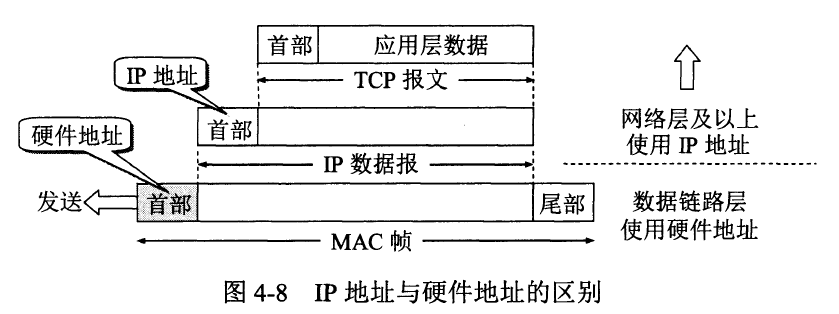 首部 应用层数据
IP 地址
TCP 报文
首部
网络层及以上
使用 IP 地址
硬件地址
IP 数据报
发送 首部 尾部
数据链路层
使用硬件地址
MAC 帧
图 4-8 IP 地址与硬件地址的区别